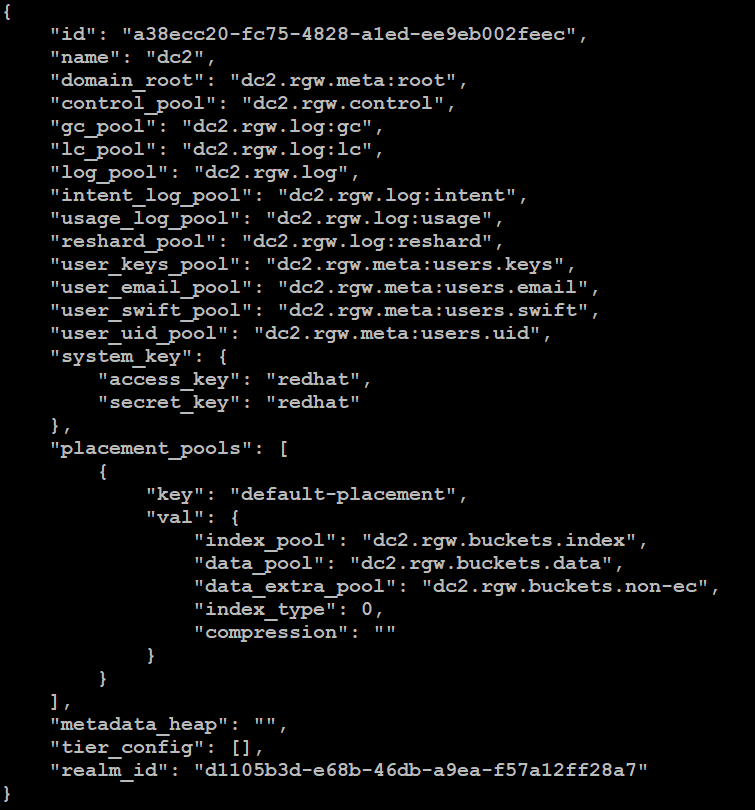 {
    "id": "a38ecc20-fc75-4828-a1ed-ee9eb002feec",
    "name": "dc2",
    "domain_root": "dc2.rgw.meta:root",
    "control_pool": "dc2.rgw.control",
    "gc_pool": "dc2.rgw.log:gc",
    "lc_pool": "dc2.rgw.log:lc",
    "log_pool": "dc2.rgw.log",
    "intent_log_pool": "dc2.rgw.log:intent",
    "usage_log_pool": "dc2.rgw.log:usage",
    "reshard_pool": "dc2.rgw.log:reshard",
    "user_keys_pool": "dc2.rgw.meta:users.keys",
    "user_email_pool": "dc2.rgw.meta:users.email",
    "user_swift_pool": "dc2.rgw.meta:users.swift",
    "user_uid_pool": "dc2.rgw.meta:users.uid",
    "system_key": {
        "access_key": "redhat",
        "secret_key": "redhat"
    },
    "placement_pools": [
        {
            "key": "default-placement",
            "val": {
                "index_pool": "dc2.rgw.buckets.index",
                "data_pool": "dc2.rgw.buckets.data",
                "data_extra_pool": "dc2.rgw.buckets.non-ec",
                "index_type": 0,
                "compression": ""
            }
        }
    ],
    "metadata_heap": "",
    "tier_config": [],
    "realm_id": "d1105b3d-e68b-46db-a9ea-f57a12ff28a7"
}